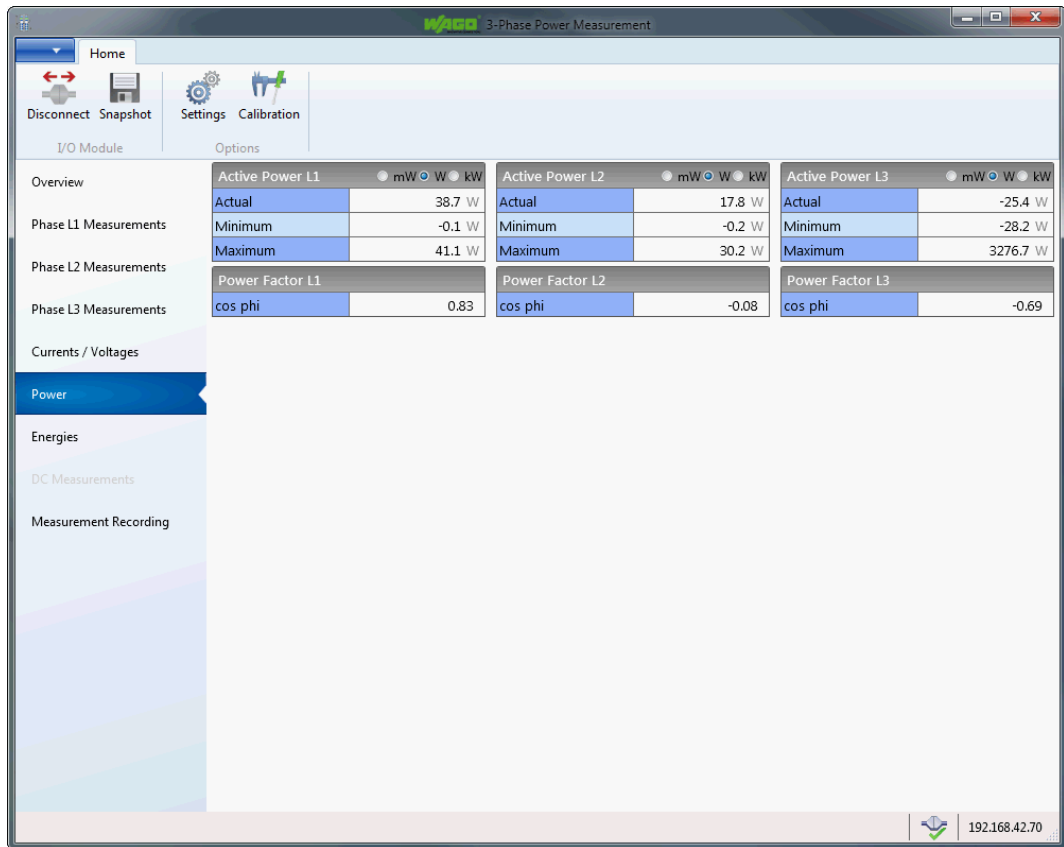 WAGO 3-Phase Power Measurement
Home
Disconnect Snapshot Settings Calibration
I/O Module Options
Overview
Phase L1 Measurements
Phase L2 Measurements
Phase L3 Measurements
Currents / Voltages
Power
Energies
DC Measurements
Measurement Recording
Active Power L1 mW W kW
Actual 38.7 W
Minimum -0.1 W
Maximum 41.1 W
Power Factor L1
cos phi 0.83
Active Power L2 mW W kW
Actual 17.8 W
Minimum -0.2 W
Maximum 30.2 W
Power Factor L2
cos phi -0.08
Active Power L3 mW W kW
Actual -25.4 W
Minimum -28.2 W
Maximum 3276.7 W
Power Factor L3
cos phi -0.69
192.168.42.70